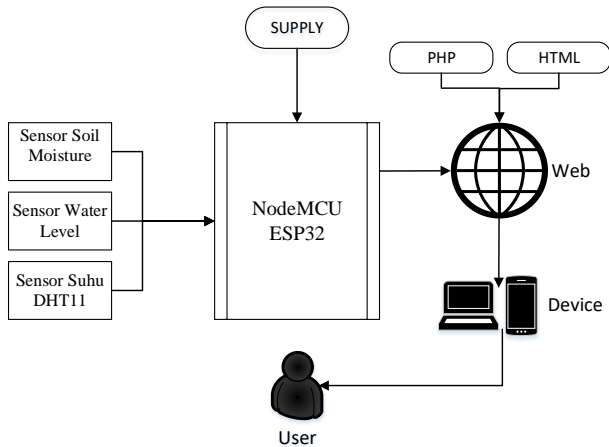 SUPPLY
PHP
HTML
Sensor Soil
Moisture
Sensor Water
Level
Sensor Suhu
DHT11
NodeMCU
ESP32
Web
Device
User